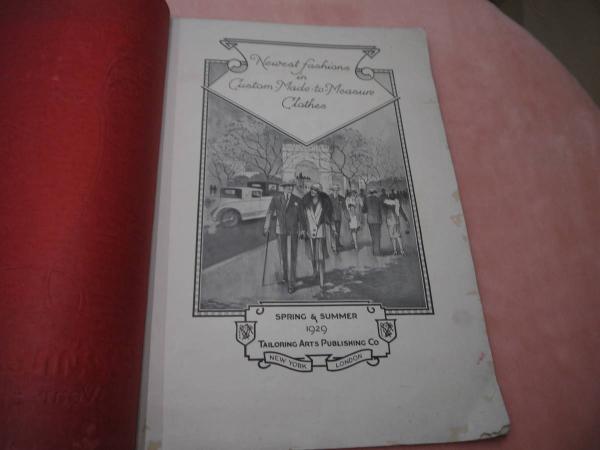 Newest fashions
in
Custom Made-to-Measure
Clothes
SPRING & SUMMER
1929
TAILORING ARTS PUBLISHING CO
NEW YORK LONDON